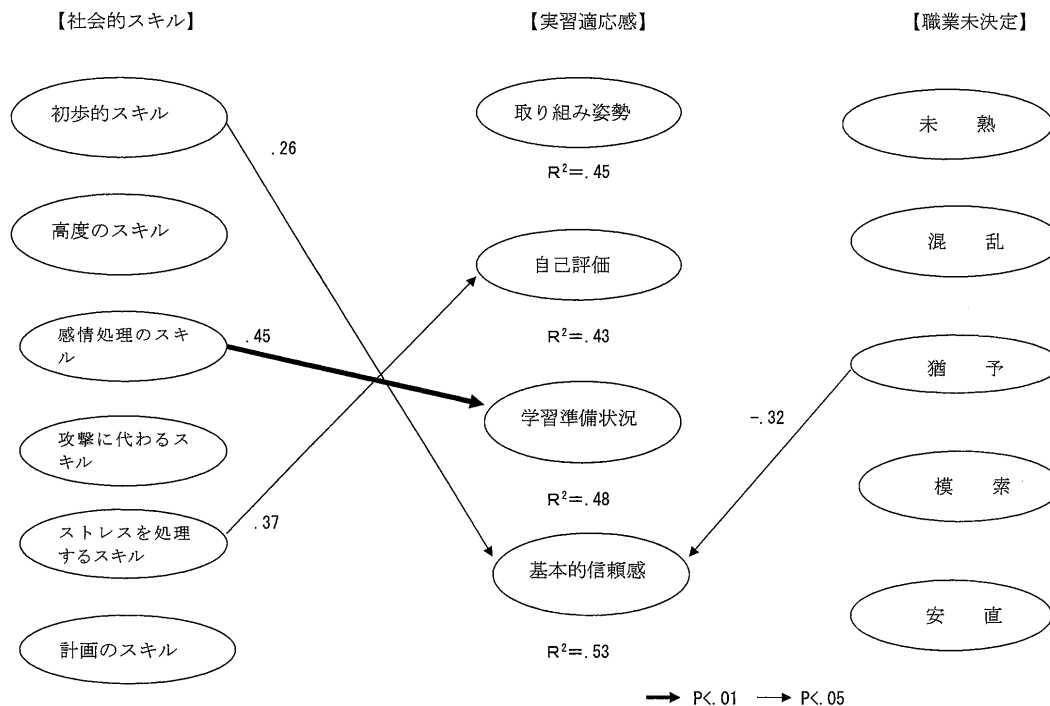 【社会的スキル】
【実習適応感】
【職業未決定】
初歩的スキル
取り組み姿勢
未 熟
.26
R²=.45
高度のスキル
自己評価
混 乱
感情処理のスキ
ル
.45
R²=.43
猶 予
学習準備状況
-.32
攻撃に代わるス
キル
R²=.48
模 索
ストレスを処理
するスキル
.37
基本的信頼感
安 直
計画のスキル
R²=.53
P<.01
P<.05